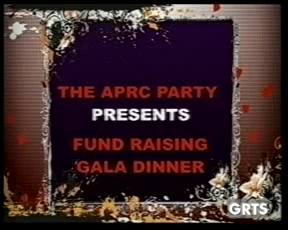 THE APRC PARTY
PRESENTS
FUND RAISING
GALA DINNER
GRTS